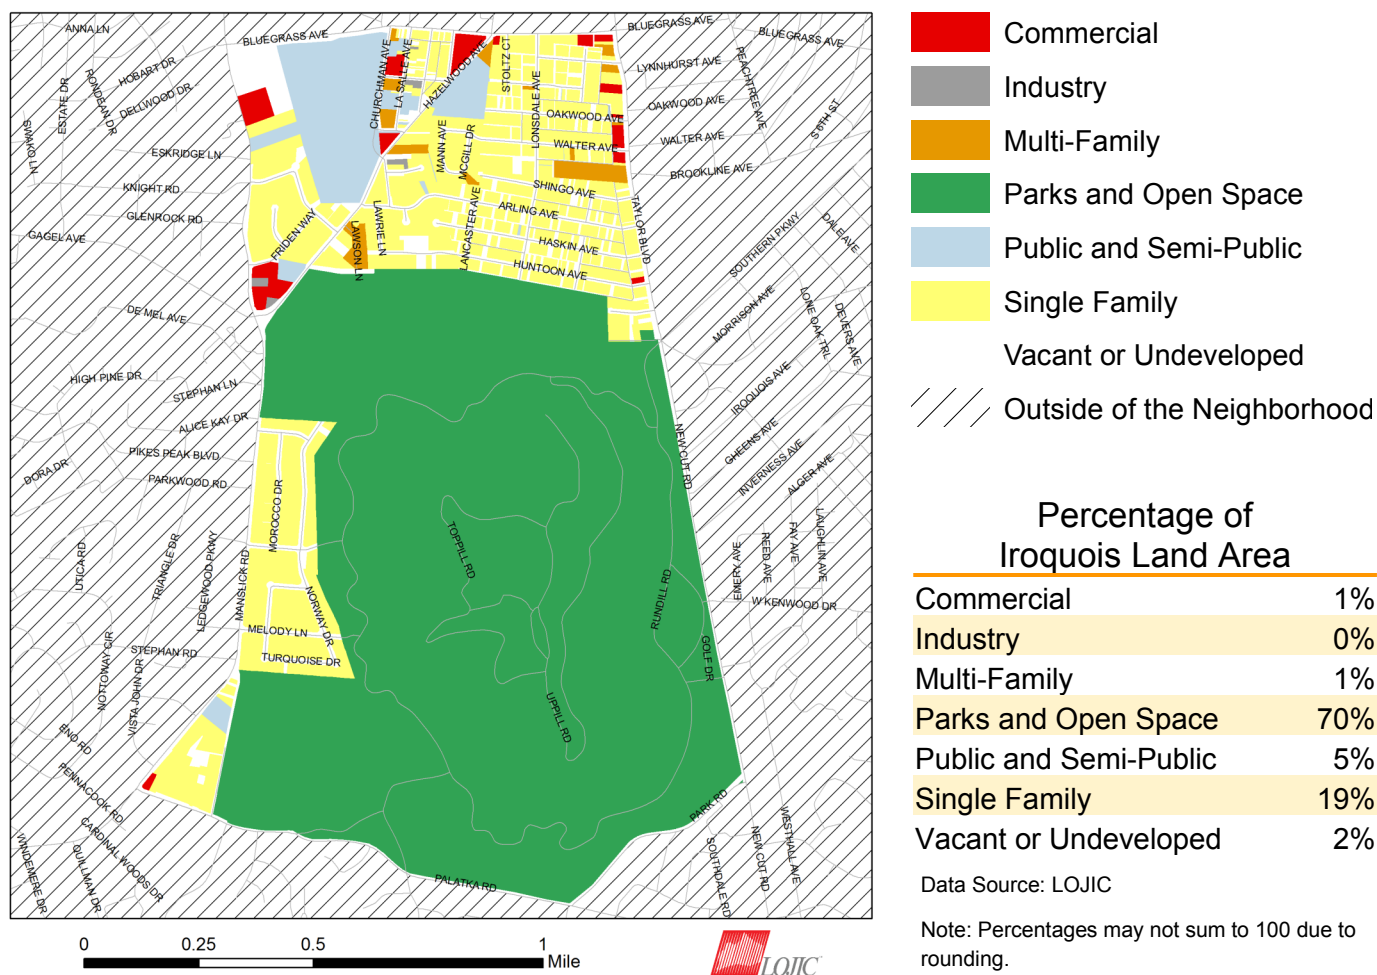 ANNA LN
BLUEGRASS AVE
BLUEGRASS AVE
BLUEGRASS AVE
HOBART DR
RONDEAN DR
DELLWOOD DR
ESTATE DR
SWAKO LN
CHURCHMAN AVE
LA SALLE AVE
HAZELWOOD AVE
STOLTZ CT
LONSDALE AVE
LYNNHURST AVE
PEACHTREE AVE
OAKWOOD AVE
OAKWOOD AVE
S 6TH ST
WALTER AVE
WALTER AVE
ESKRIDGE LN
MANN AVE
MCGILL DR
BROOKLINE AVE
KNIGHT RD
SHINGO AVE
GLENROCK RD
ARLING AVE
TAYLOR BLVD
GAGEL AVE
FRIDEN WAY
LAWSON LN
LAWRIE LN
LANCASTER AVE
HASKIN AVE
HUNTOON AVE
SOUTHERN PKWY
DALE AVE
DE MEL AVE
MORRISON AVE
LONE OAK TRL
DEVERS AVE
HIGH PINE DR
STEPHAN LN
IROQUOIS AVE
ALICE KAY DR
NEW CUT RD
GHEENS AVE
PIKES PEAK BLVD
INVERNESS AVE
ALGER AVE
DORA DR
PARKWOOD RD
MOROCCO DR
TOPPILL RD
UTICA RD
TRIANGLE DR
LEDGEWOOD PKWY
MANSLICK RD
NORWAY DR
RUNDILL RD
EMERY AVE
REED AVE
FAY AVE
LAUGHLIN AVE
W KENWOOD DR
MELODY LN
GOLF DR
NOTTOWAY CIR
STEPHAN RD
TURQUOISE DR
VISTA JOHN DR
UPPILL RD
ENO RD
PENNACOOK RD
CARDINAL WOODS DR
PARK RD
WINDEMERE DR
QUILLMAN DR
PALATKA RD
SOUTHDALE RD
NEW CUT RD
WESTHALL AVE
0 0.25 0.5 1
Mile
LOJIC
Commercial
Industry
Multi-Family
Parks and Open Space
Public and Semi-Public
Single Family
Vacant or Undeveloped
Outside of the Neighborhood
Percentage of
Iroquois Land Area
Commercial 1%
Industry 0%
Multi-Family 1%
Parks and Open Space 70%
Public and Semi-Public 5%
Single Family 19%
Vacant or Undeveloped 2%
Data Source: LOJIC
Note: Percentages may not sum to 100 due to
rounding.